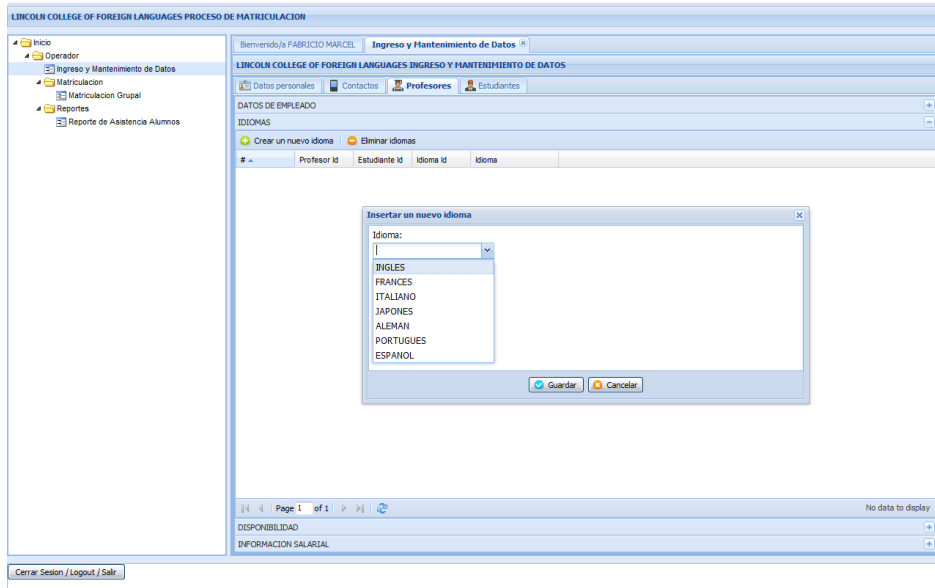 LINCOLN COLLEGE OF FOREIGN LANGUAGES PROCESO DE MATRICULACION
Inicio
Operador
Ingreso y Mantenimiento de Datos
Matriculacion
Matriculacion Grupal
Reportes
Reporte de Asistencia Alumnos
Bienvenido/a FABRICIO MARCEL
Ingreso y Mantenimiento de Datos
LINCOLN COLLEGE OF FOREIGN LANGUAGES INGRESO Y MANTENIMIENTO DE DATOS
Datos personales Contactos Profesores Estudiantes
DATOS DE EMPLEADO
IDIOMAS
Crear un nuevo idioma Eliminar idiomas
# Profesor Id Estudiante Id Idioma Id Idioma
Insertar un nuevo idioma
Idioma:
INGLES
FRANCES
ITALIANO
JAPONES
ALEMAN
PORTUGUES
ESPANOL
Guardar Cancelar
Page 1 of 1 No data to display
DISPONIBILIDAD
INFORMACION SALARIAL
Cerrar Sesion / Logout / Salir